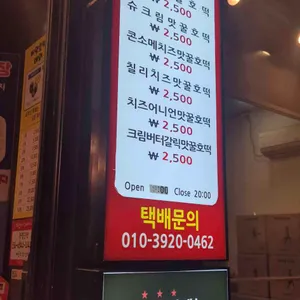 ₩ 2,500
슈크림맛꿀호떡
₩ 2,500
콘소메치즈맛꿀호떡
₩ 2,500
칠리치즈맛꿀호떡
₩ 2,500
치즈어니언맛꿀호떡
₩ 2,500
크림버터갈릭맛꿀호떡
₩ 2,500
Open Close 20:00
택배문의
010-3920-0462